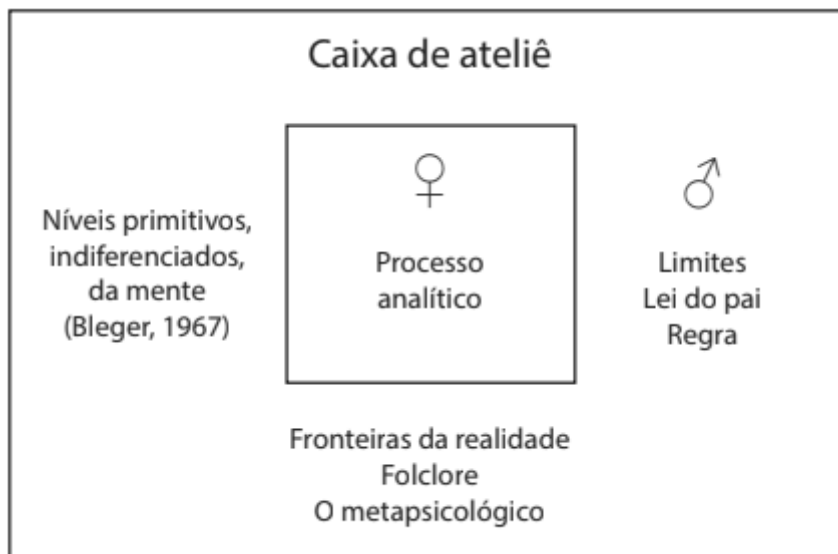 Caixa de ateliê
Níveis primitivos,
indiferenciados,
da mente
(Bleger, 1967)
♀
Processo
analítico
♂
Limites
Lei do pai
Regra
Fronteiras da realidade
Folclore
O metapsicológico